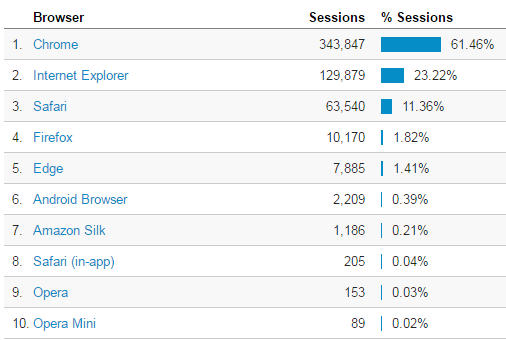 Browser Sessions % Sessions
1. Chrome 343,847 61.46%
2. Internet Explorer 129,879 23.22%
3. Safari 63,540 11.36%
4. Firefox 10,170 1.82%
5. Edge 7,885 1.41%
6. Android Browser 2,209 0.39%
7. Amazon Silk 1,186 0.21%
8. Safari (in-app) 205 0.04%
9. Opera 153 0.03%
10. Opera Mini 89 0.02%